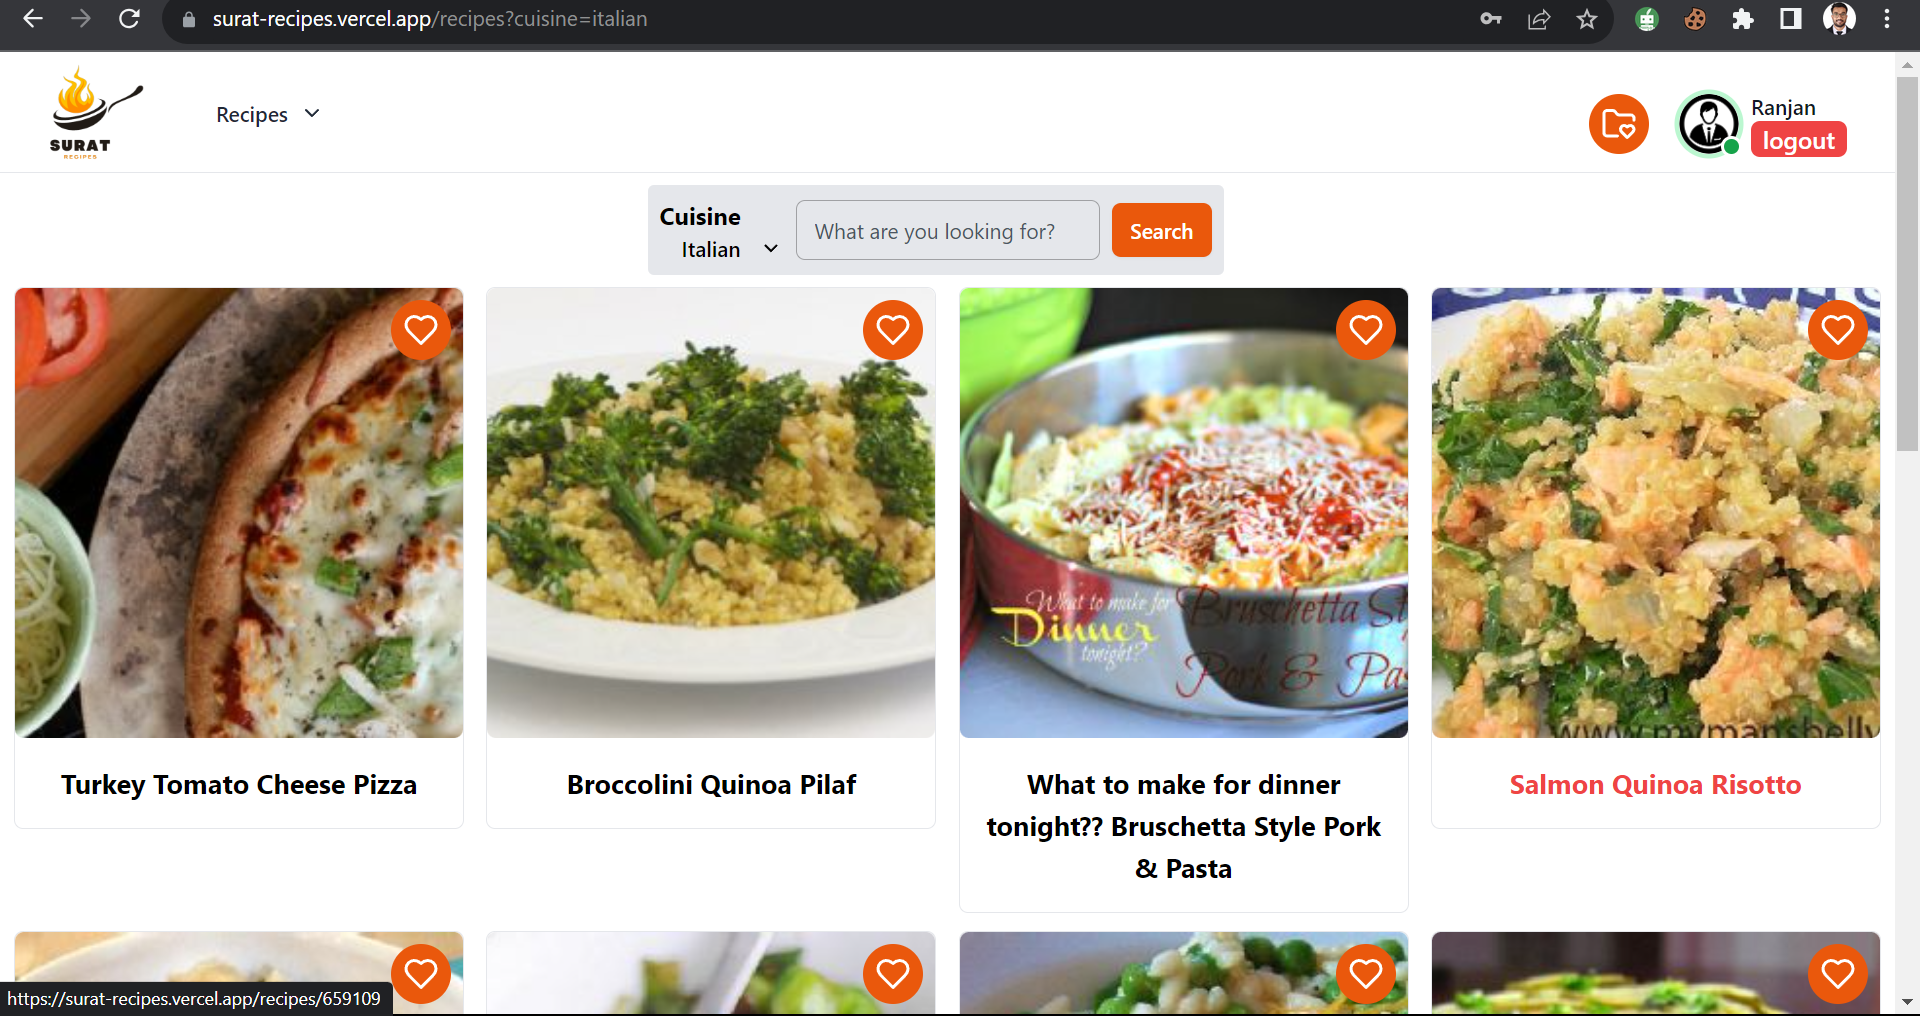 surat-recipes.vercel.app/recipes?cuisine=italian
SURAT
RECIPES
Recipes
Ranjan
logout
Cuisine
Italian
What are you looking for?
Search
What to make for
Dinner
tonight?
Bruschetta St
Pork & Pa
www.mymansbelly
Turkey Tomato Cheese Pizza
Broccolini Quinoa Pilaf
What to make for dinner
tonight?? Bruschetta Style Pork
& Pasta
Salmon Quinoa Risotto
https://surat-recipes.vercel.app/recipes/659109